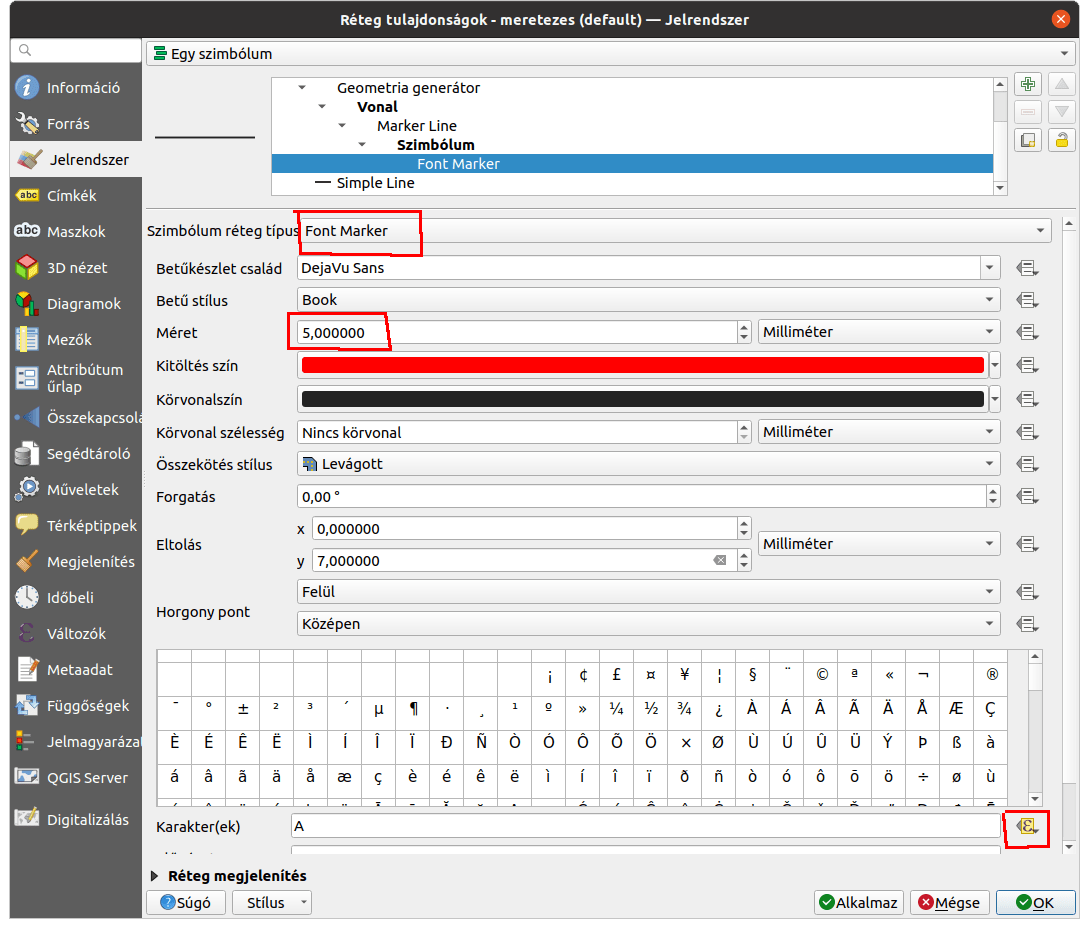 Réteg tulajdonságok - meretezes (default) — Jelrendszer
Információ
Forrás
Jelrendszer
Címkék
Maszkok
3D nézet
Diagramok
Mezők
Attribútum
űrlap
Összekapcsolá
Segédtároló
Műveletek
Térképtippek
Megjelenítés
Időbeli
Változók
Metaadat
Függőségek
Jelmagyarázat
QGIS Server
Digitalizálás
Egy szimbólum
Geometria generátor
Vonal
Marker Line
Szimbólum
Font Marker
Simple Line
Szimbólum réteg típus Font Marker
Betűkészlet család DejaVu Sans
Betű stílus Book
Méret 5,000000 Milliméter
Kitöltés szín
Körvonalszín
Körvonal szélesség Nincs körvonal Milliméter
Összekötés stílus Levágott
Forgatás 0,00 °
Eltolás x 0,000000 Milliméter
y 7,000000
Horgony pont Felül
Középen
¡ ¢ £ ¤ ¥ ¦ § ¨ © ª « ¬ ®
¯ ° ± ² ³ ´ µ ¶ · ¸ ¹ º » ¼ ½ ¾ ¿ À Á Â Ã Ä Å Æ Ç
È É Ê Ë Ì Í Î Ï Ð Ñ Ò Ó Ô Õ Ö × Ø Ù Ú Û Ü Ý Þ ß à
á â ã ä å æ ç è é ê ë ì í î ï ð ñ ò ó ô õ ö ÷ ø ù
Karakter(ek) A
Réteg megjelenítés
Súgó Stílus Alkalmaz Mégse OK